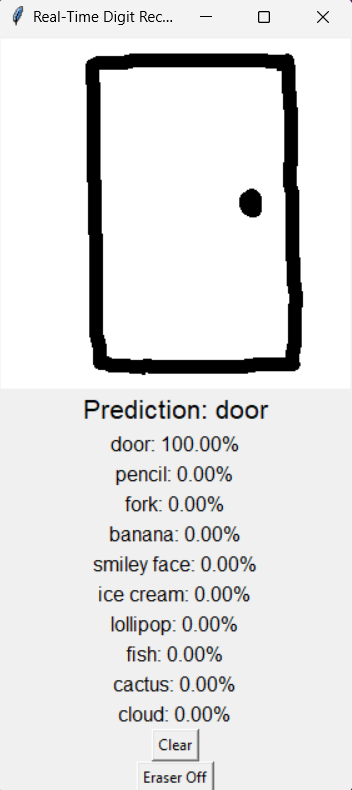 Real-Time Digit Rec...
Prediction: door
door: 100.00%
pencil: 0.00%
fork: 0.00%
banana: 0.00%
smiley face: 0.00%
ice cream: 0.00%
lollipop: 0.00%
fish: 0.00%
cactus: 0.00%
cloud: 0.00%
Clear
Eraser Off